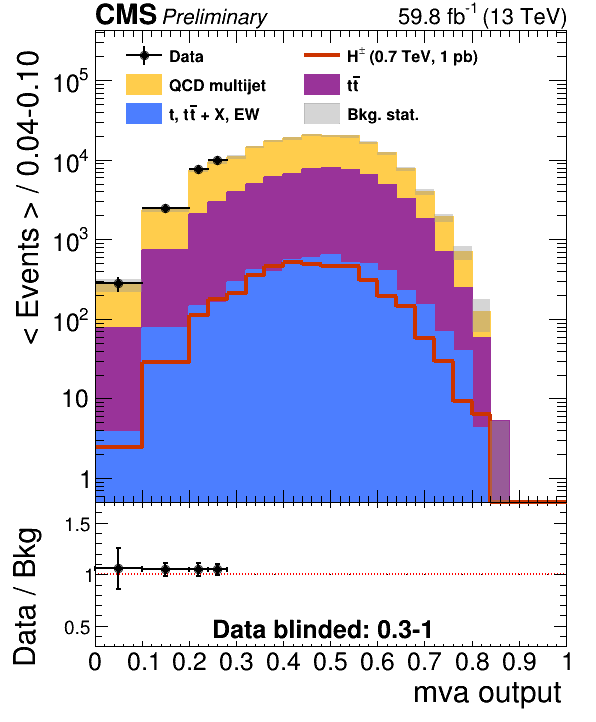 CMS Preliminary 59.8 fb⁻¹ (13 TeV)
Data
H± (0.7 TeV, 1 pb)
QCD multijet
tt̄
t, tt̄ + X, EW
Bkg. stat.
< Events > / 0.04-0.10
10⁵
10⁴
10³
10²
10
1
Data / Bkg
1.5
1
0.5
Data blinded: 0.3-1
0 0.1 0.2 0.3 0.4 0.5 0.6 0.7 0.8 0.9 1
mva output